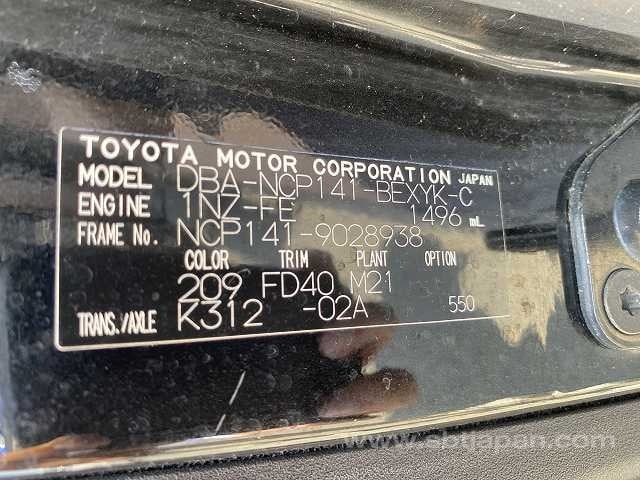 TOYOTA MOTOR CORPORATION JAPAN
MODEL DBA-NCP141-BEXYK-C
ENGINE 1NZ-FE 1496 mL
FRAME No. NCP141-9028938
COLOR TRIM PLANT OPTION
209 FD40 M21
TRANS./AXLE K312 -02A 550
www.sbtjapan.com